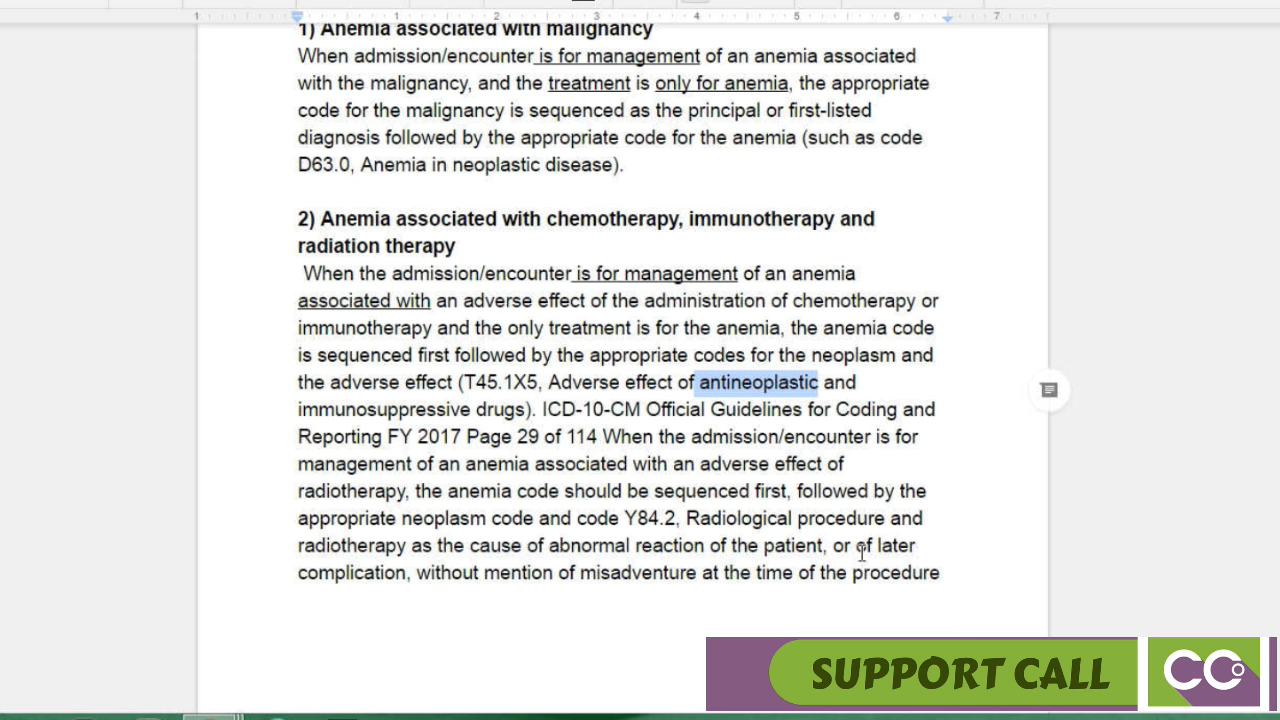 1 1 2 3 4 5 6 7
1) Anemia associated with malignancy
When admission/encounter is for management of an anemia associated
with the malignancy, and the treatment is only for anemia, the appropriate
code for the malignancy is sequenced as the principal or first-listed
diagnosis followed by the appropriate code for the anemia (such as code
D63.0, Anemia in neoplastic disease).
2) Anemia associated with chemotherapy, immunotherapy and
radiation therapy
When the admission/encounter is for management of an anemia
associated with an adverse effect of the administration of chemotherapy or
immunotherapy and the only treatment is for the anemia, the anemia code
is sequenced first followed by the appropriate codes for the neoplasm and
the adverse effect (T45.1X5, Adverse effect of antineoplastic and
immunosuppressive drugs). ICD-10-CM Official Guidelines for Coding and
Reporting FY 2017 Page 29 of 114 When the admission/encounter is for
management of an anemia associated with an adverse effect of
radiotherapy, the anemia code should be sequenced first, followed by the
appropriate neoplasm code and code Y84.2, Radiological procedure and
radiotherapy as the cause of abnormal reaction of the patient, or of later
complication, without mention of misadventure at the time of the procedure
SUPPORT CALL CCO